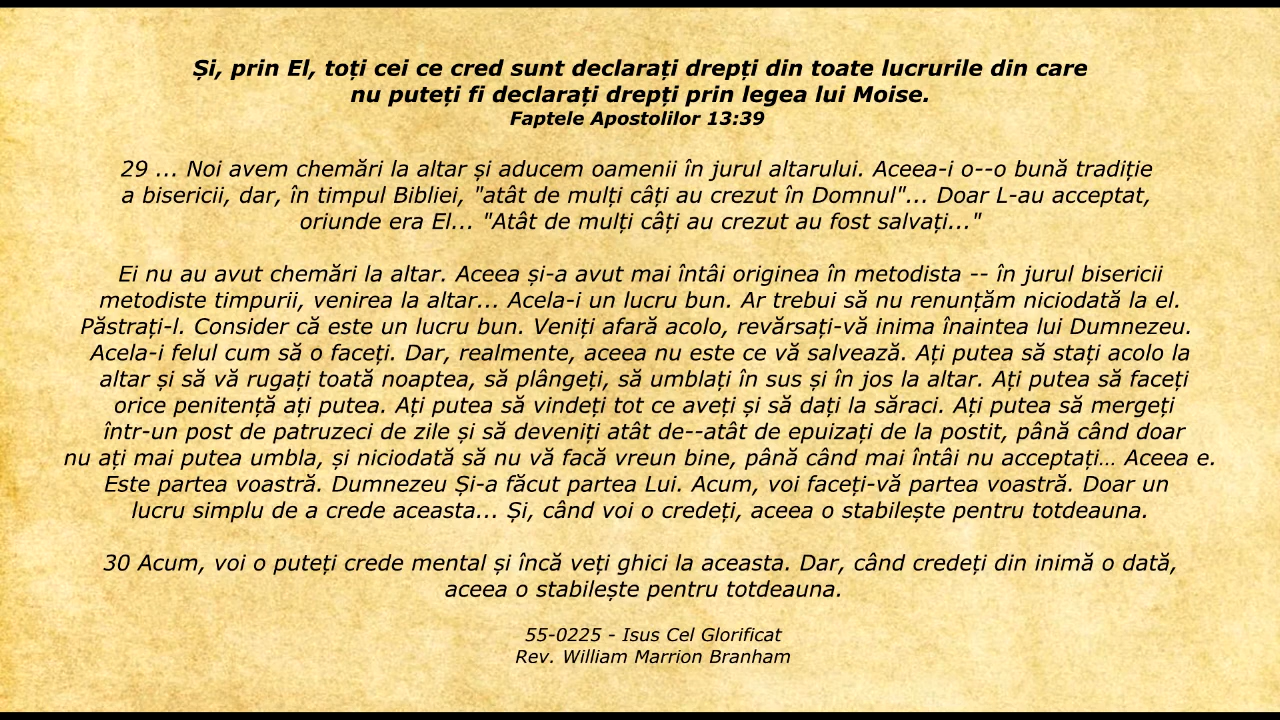 Și, prin El, toți cei ce cred sunt declarați drepți din toate lucrurile din care
nu puteți fi declarați drepți prin legea lui Moise.
Faptele Apostolilor 13:39
29 ... Noi avem chemări la altar și aducem oamenii în jurul altarului. Aceea-i o--o bună tradiție
a bisericii, dar, în timpul Bibliei, "atât de mulți câți au crezut în Domnul"... Doar L-au acceptat,
oriunde era El... "Atât de mulți câți au crezut au fost salvați..."
Ei nu au avut chemări la altar. Aceea și-a avut mai întâi originea în metodista -- în jurul bisericii
metodiste timpurii, venirea la altar... Acela-i un lucru bun. Ar trebui să nu renunțăm niciodată la el.
Păstrați-l. Consider că este un lucru bun. Veniți afară acolo, revărsați-vă inima înaintea lui Dumnezeu.
Acela-i felul cum să o faceți. Dar, realmente, aceea nu este ce vă salvează. Ați putea să stați acolo la
altar și să vă rugați toată noaptea, să plângeți, să umblați în sus și în jos la altar. Ați putea să faceți
orice penitență ați putea. Ați putea să vindeți tot ce aveți și să dați la săraci. Ați putea să mergeți
într-un post de patruzeci de zile și să deveniți atât de--atât de epuizați de la postit, până când doar
nu ați mai putea umbla, și niciodată să nu vă facă vreun bine, până când mai întâi nu acceptați... Aceea e.
Este partea voastră. Dumnezeu Și-a făcut partea Lui. Acum, voi faceți-vă partea voastră. Doar un
lucru simplu de a crede aceasta... Și, când voi o credeți, aceea o stabilește pentru totdeauna.
30 Acum, voi o puteți crede mental și încă veți ghici la aceasta. Dar, când credeți din inimă o dată,
aceea o stabilește pentru totdeauna.
55-0225 - Isus Cel Glorificat
Rev. William Marrion Branham